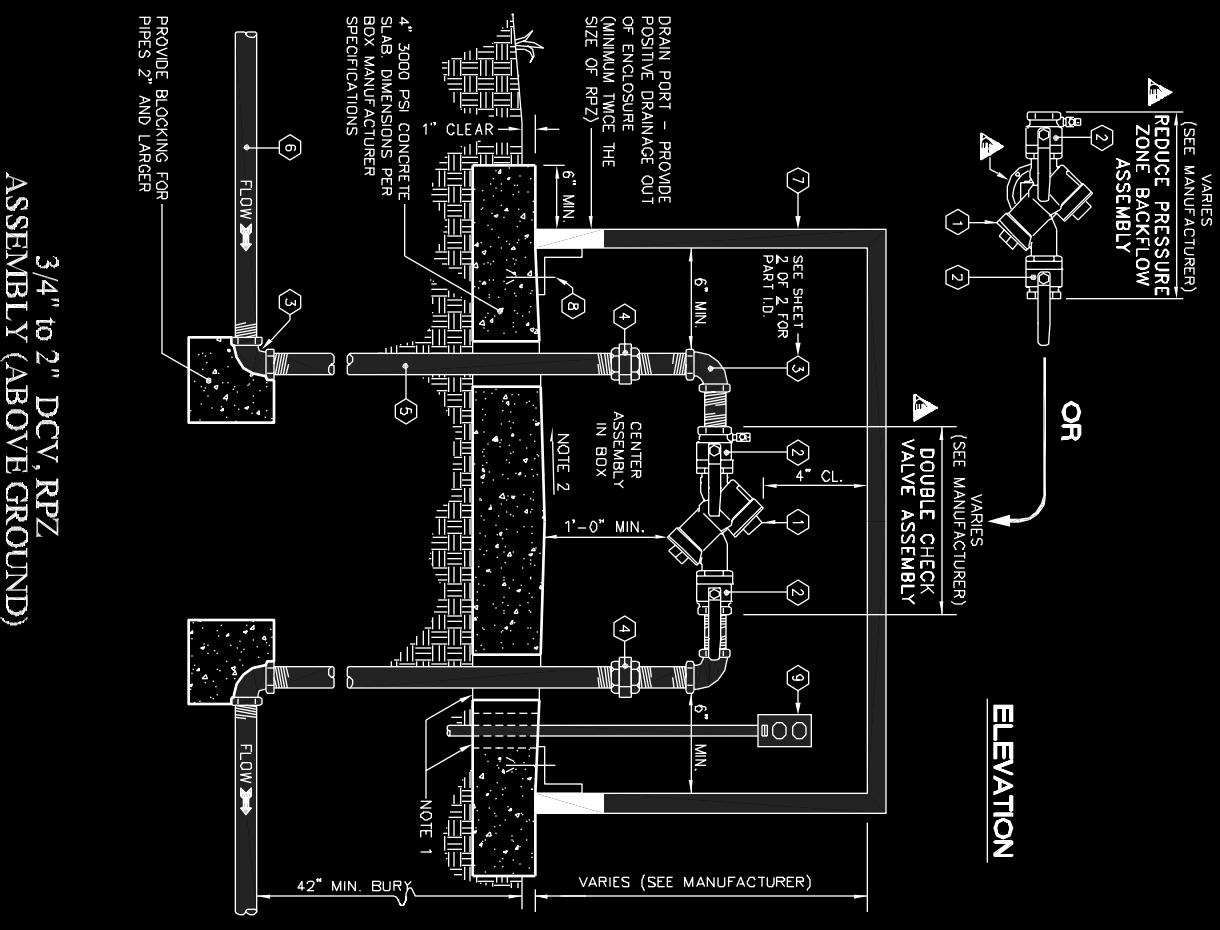 ELEVATION
VARIES
(SEE MANUFACTURER)
REDUCE PRESSURE
ZONE BACKFLOW
ASSEMBLY
2
1
2
OR
VARIES
(SEE MANUFACTURER)
DOUBLE CHECK
VALVE ASSEMBLY
7
SEE SHEET
2 OF 2 FOR
PART I.D.
3
2
4" CL.
1
2
9
DRAIN PORT - PROVIDE
POSITIVE DRAINAGE OUT
OF ENCLOSURE
(MINIMUM TWICE THE
SIZE OF RPZ)
6" MIN.
6" MIN.
8
4
CENTER
ASSEMBLY
IN BOX
1'-0" MIN.
4
6" MIN.
VARIES (SEE MANUFACTURER)
NOTE 2
1" CLEAR
4" 3000 PSI CONCRETE
SLAB. DIMENSIONS PER
BOX MANUFACTURER
SPECIFICATIONS
5
NOTE 1
42" MIN. BURY
6
3
FLOW
FLOW
PROVIDE BLOCKING FOR
PIPES 2" AND LARGER
3/4" to 2" DCV, RPZ
ASSEMBLY (ABOVE GROUND)